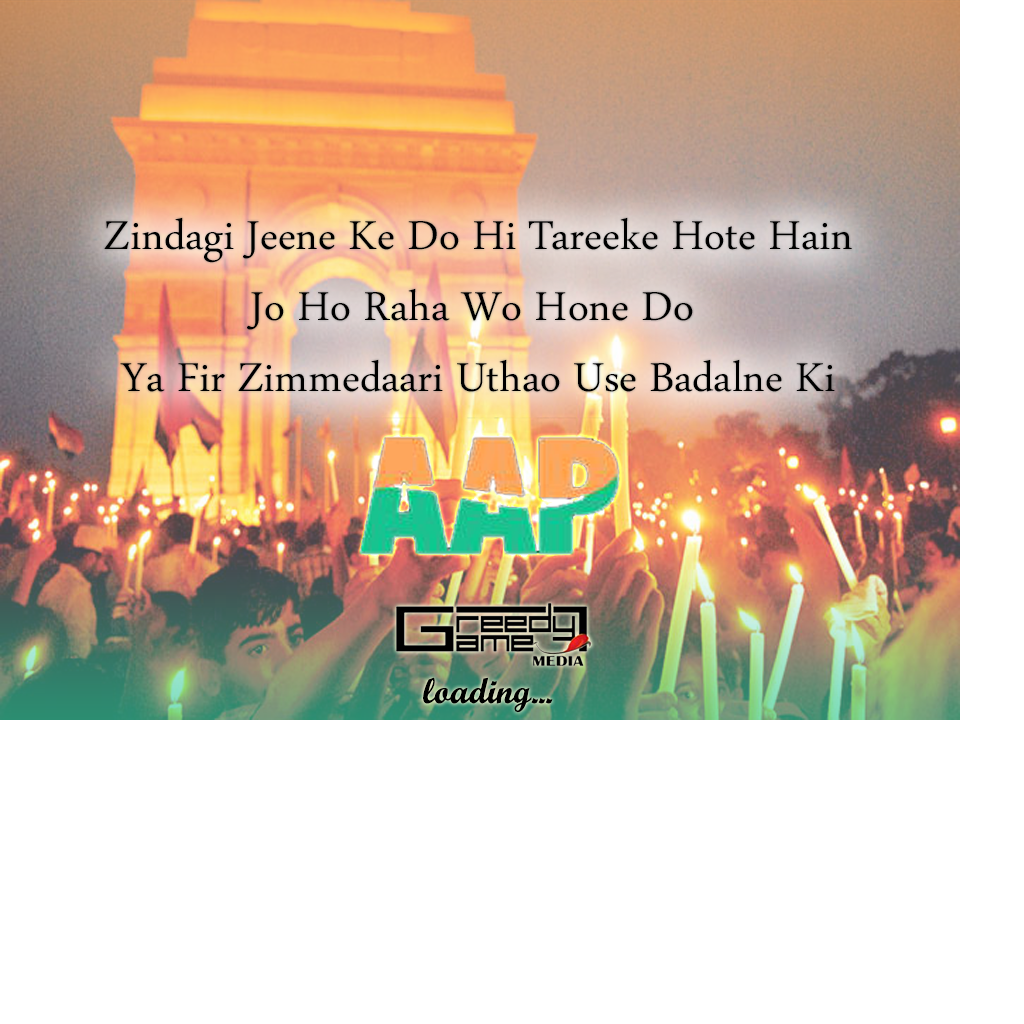 Zindagi Jeene Ke Do Hi Tareeke Hote Hain
Jo Ho Raha Wo Hone Do
Ya Fir Zimmedaari Uthao Use Badalne Ki
AAP
Greedy
Game
MEDIA
loading...